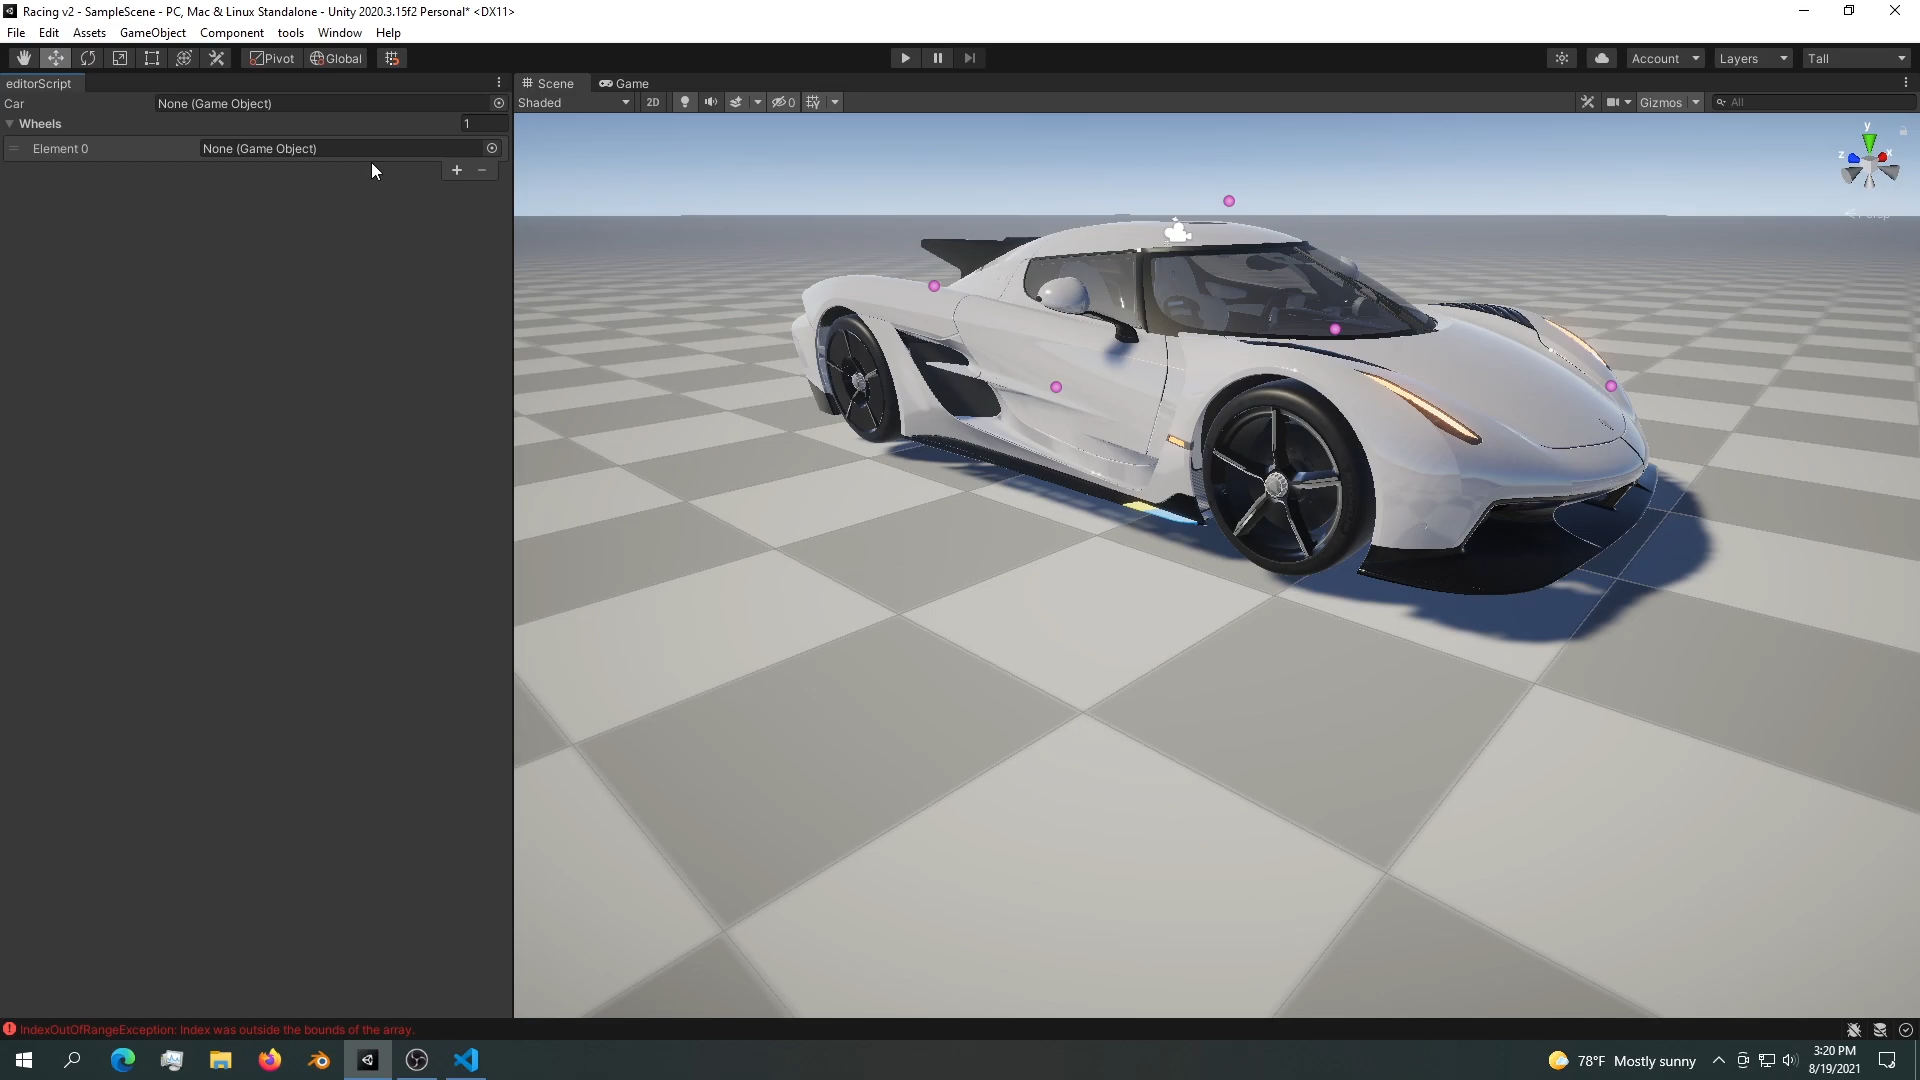 Racing v2 - SampleScene - PC, Mac & Linux Standalone - Unity 2020.3.15f2 Personal* <DX11>
File Edit Assets GameObject Component tools Window Help
Pivot Global Account Layers Tall
editorScript
Car None (Game Object)
Wheels 1
Element 0 None (Game Object)
+ −
Scene Game
Shaded 2D 0 Gizmos All
y
z x
Persp
IndexOutOfRangeException: Index was outside the bounds of the array.
78°F Mostly sunny
3:20 PM
8/19/2021